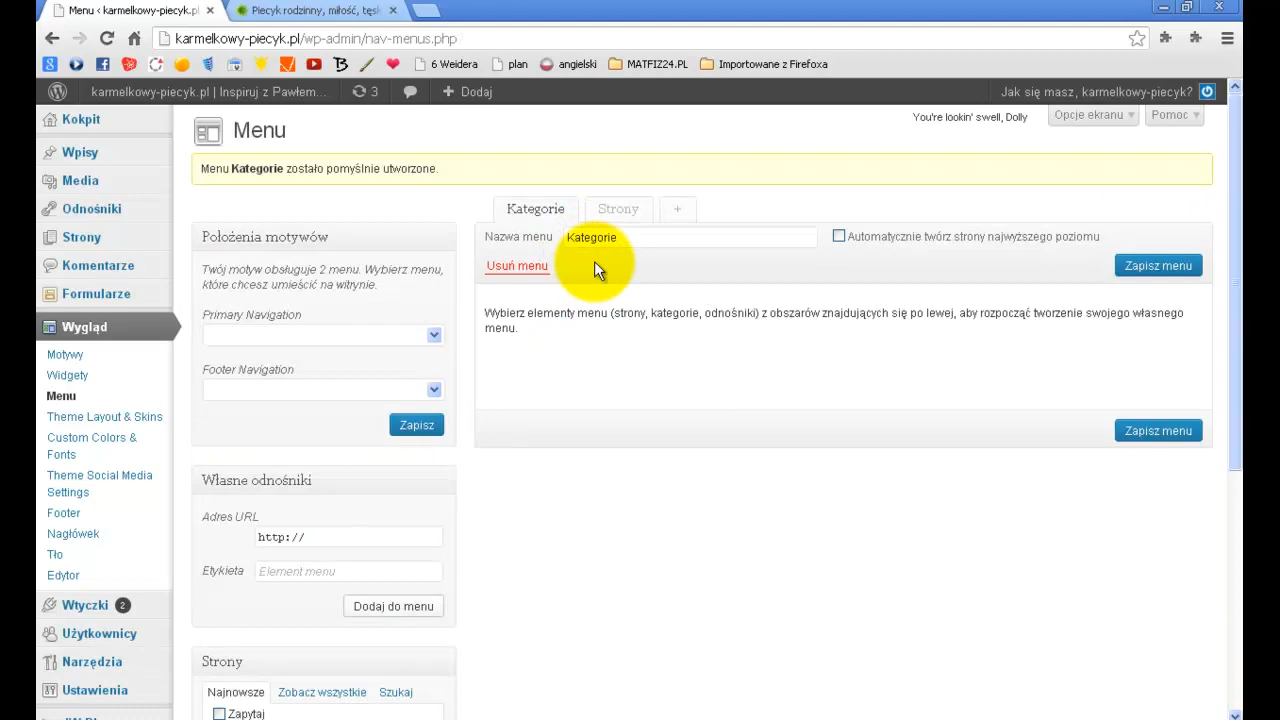 Menu ‹ karmelkowy-piecyk.pl
Piecyk rodzinny, miłość, tęsk
karmelkowy-piecyk.pl/wp-admin/nav-menus.php
6 Weidera
plan
angielski
MATFIZ24.PL
Importowane z Firefoxa
karmelkowy-piecyk.pl | Inspiruj z Pawłem...
3
Dodaj
Jak się masz, karmelkowy-piecyk?
Kokpit
Wpisy
Media
Odnośniki
Strony
Komentarze
Formularze
Wygląd
Motywy
Widgety
Menu
Theme Layout & Skins
Custom Colors &
Fonts
Theme Social Media
Settings
Footer
Nagłówek
Tło
Edytor
Wtyczki 2
Użytkownicy
Narzędzia
Ustawienia
You're lookin' swell, Dolly
Opcje ekranu
Pomoc
Menu
Menu Kategorie zostało pomyślnie utworzone.
Położenia motywów
Twój motyw obsługuje 2 menu. Wybierz menu,
które chcesz umieścić na witrynie.
Primary Navigation
Footer Navigation
Zapisz
Własne odnośniki
Adres URL
http://
Etykieta
Element menu
Dodaj do menu
Strony
Najnowsze
Zobacz wszystkie
Szukaj
Zapytaj
Kategorie
Strony
+
Nazwa menu
Kategorie
Automatycznie twórz strony najwyższego poziomu
Usuń menu
Zapisz menu
Wybierz elementy menu (strony, kategorie, odnośniki) z obszarów znajdujących się po lewej, aby rozpocząć tworzenie swojego własnego
menu.
Zapisz menu